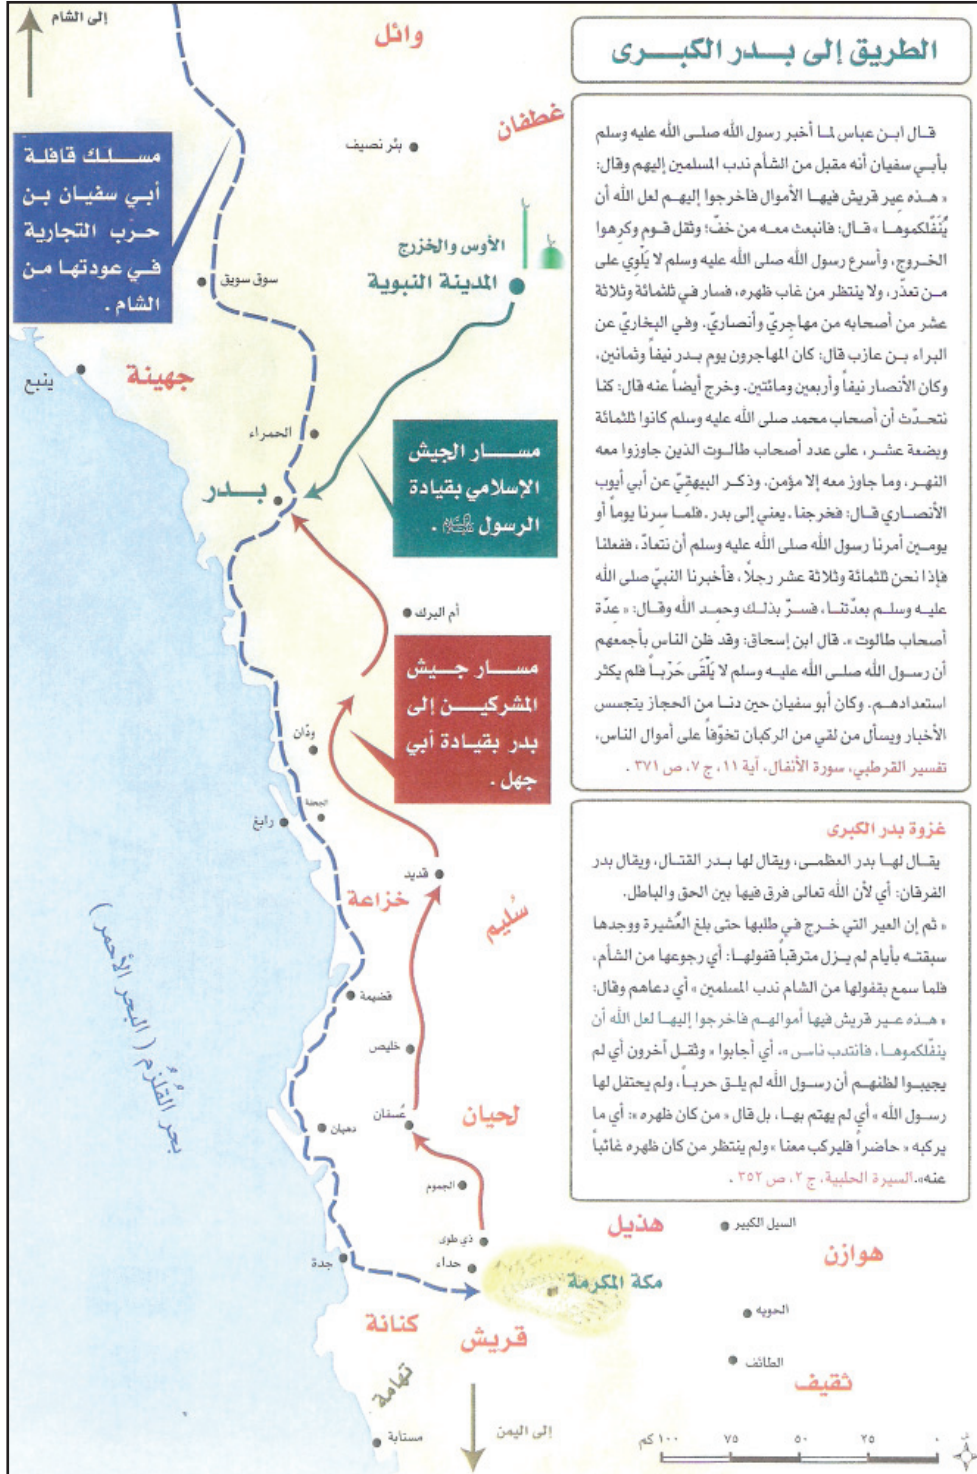 الطريق إلى بدر الكبرى
قال ابن عباس لما أخبر رسول الله صلى الله عليه وسلم
بأبي سفيان أنه مقبل من الشأم ندب المسلمين إليهم وقال:
« هذه عير قريش فيها الأموال فاخرجوا إليهم لعل الله أن
يُنَفّلكموها » قال: فانبعث معه من خفّ؛ وثقل قوم وكرهوا
الخروج، وأسرع رسول الله صلى الله عليه وسلم لا يَلْوِي على
من تعذّر، ولا ينتظر من غاب ظهره، فسار في ثلثمائة وثلاثة
عشر من أصحابه من مهاجريّ وأنصاريّ. وفي البخاريّ عن
البراء بن عازب قال: كان المهاجرون يوم بدر نيفاً وثمانين،
وكان الأنصار نيفاً وأربعين ومائتين. وخرج أيضاً عنه قال: كنا
نتحدّث أن أصحاب محمد صلى الله عليه وسلم كانوا ثلثمائة
وبضعة عشر، على عدد أصحاب طالوت الذين جاوزوا معه
النهر، وما جاوز معه إلا مؤمن. وذكر البيهقيّ عن أبي أيوب
الأنصاري قال: فخرجنا. يعني إلى بدر. فلما سِرنا يوماً أو
يومين أمرنا رسول الله صلى الله عليه وسلم أن نتعادّ، ففعلنا
فإذا نحن ثلثمائة وثلاثة عشر رجلاً، فأخبرنا النبيّ صلى الله
عليه وسلم بعدّتنا، فسرّ بذلك وحمد الله وقال: « عدّة
أصحاب طالوت ». قال ابن إسحاق: وقد ظن الناس بأجمعهم
أن رسول الله صلى الله عليه وسلم لا يَلْقَى حَرْباً فلم يكثر
استعدادهم. وكان أبو سفيان حين دنا من الحجاز يتجسس
الأخبار ويسأل من لقي من الركبان تخوّفاً على أموال الناس،
تفسير القرطبي، سورة الأنفال، آية ١١، ج ٧، ص ٣٧١ .
غزوة بدر الكبرى
يقال لها بدر العظمى، ويقال لها بدر القتال، ويقال بدر
الفرقان: أي لأن الله تعالى فرق فيها بين الحق والباطل.
« ثم إن العير التي خرج في طلبها حتى بلغ العُشيرة ووجدها
سبقته بأيام لم يزل مترقباً قفولها: أي رجوعها من الشأم،
فلما سمع بقفولها من الشام ندب المسلمين » أي دعاهم وقال:
« هذه عير قريش فيها أموالهم فاخرجوا إليها لعل الله أن
ينفّلكموها، فانتدب ناس »، أي أجابوا « وثقل آخرون أي لم
يجيبوا لظنهم أن رسول الله لم يلق حرباً، ولم يحتفل لها
رسول الله » أي لم يهتم بها، بل قال « من كان ظهره »: أي ما
يركبه « حاضراً فليركب معنا » ولم ينتظر من كان ظهره غائباً
عنه». السيرة الحلبية، ج ٢، ص ٣٥٢ .
إلى الشام
وائل
غطفان
بئر نصيف
مسلك قافلة
أبي سفيان بن
حرب التجارية
في عودتها من
الشام .
الأوس والخزرج
المدينة النبوية
سوق سويق
ينبع
جهينة
الحمراء
مسار الجيش
الإسلامي بقيادة
الرسول ﷺ .
بدر
أم البرك
مسار جيش
المشركين إلى
بدر بقيادة أبي
جهل .
ودّان
الجحفة
رابغ
قديد
خزاعة
سُليم
بحر القُلْزُم ( البحر الأحمر )
قضيمة
خليص
عُسفان
لحيان
دهبان
الجموم
ذي طوى
حداء
جدة
مكة المكرمة
هذيل
السيل الكبير
هوازن
الحويه
الطائف
ثقيف
كنانة
قريش
تهامة
مستابة
إلى اليمن
٠ ٢٥ ٥٠ ٧٥ ١٠٠ كم